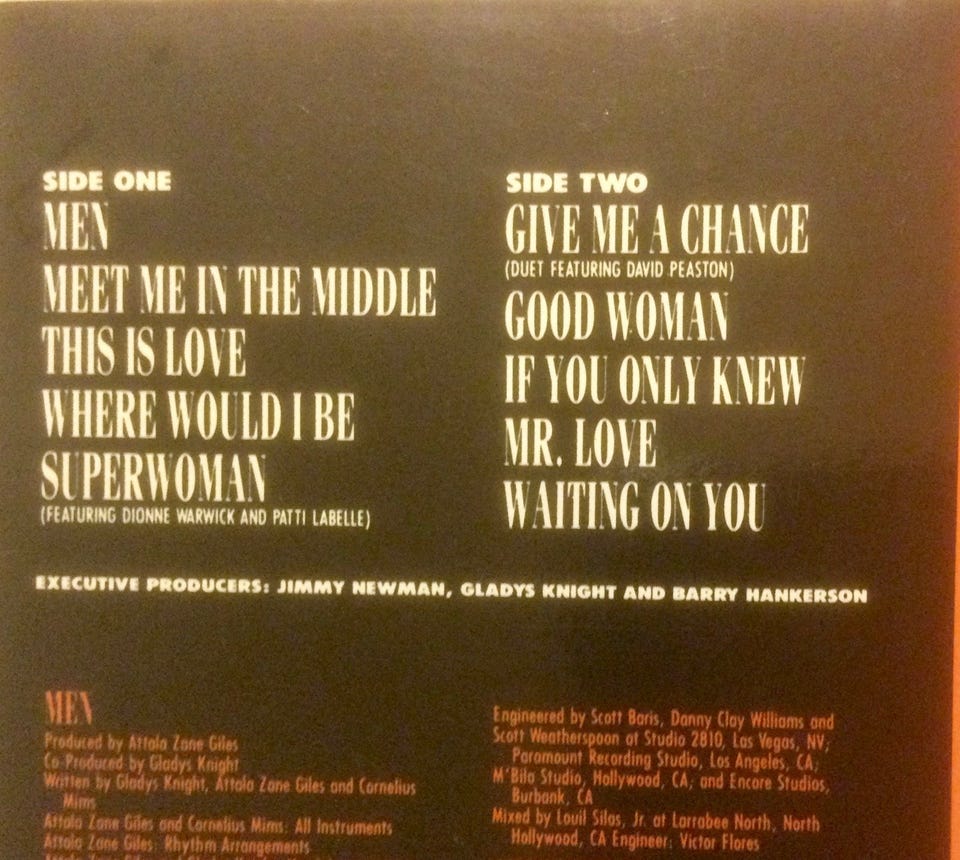 SIDE ONE
MEN
MEET ME IN THE MIDDLE
THIS IS LOVE
WHERE WOULD I BE
SUPERWOMAN
(FEATURING DIONNE WARWICK AND PATTI LABELLE)
SIDE TWO
GIVE ME A CHANCE
(DUET FEATURING DAVID PEASTON)
GOOD WOMAN
IF YOU ONLY KNEW
MR. LOVE
WAITING ON YOU
EXECUTIVE PRODUCERS: JIMMY NEWMAN, GLADYS KNIGHT AND BARRY HANKERSON
MEN
Produced by Attala Zane Giles
Co-Produced by Gladys Knight
Written by Gladys Knight, Attala Zane Giles and Cornelius
Mims
Attala Zane Giles and Cornelius Mims: All Instruments
Attala Zane Giles: Rhythm Arrangements
Engineered by Scott Baris, Danny Clay Williams and
Scott Weatherspoon at Studio 2810, Las Vegas, NV;
Paramount Recording Studio, Los Angeles, CA;
M'Bila Studio, Hollywood, CA; and Encore Studios,
Burbank, CA
Mixed by Louil Silas, Jr. at Larrabee North, North
Hollywood, CA Engineer: Victor Flores